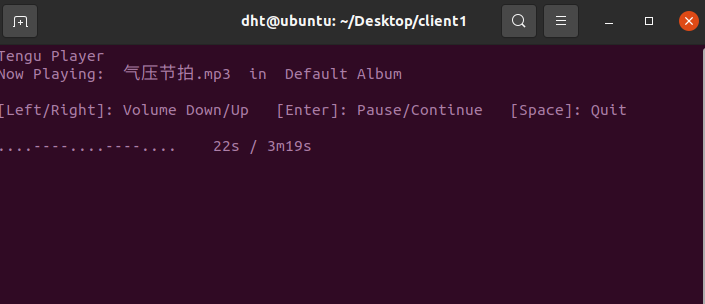 dht@ubuntu: ~/Desktop/client1
Tengu Player
Now Playing:  气压节拍.mp3  in  Default Album
[Left/Right]: Volume Down/Up   [Enter]: Pause/Continue   [Space]: Quit
....----....----....    22s / 3m19s